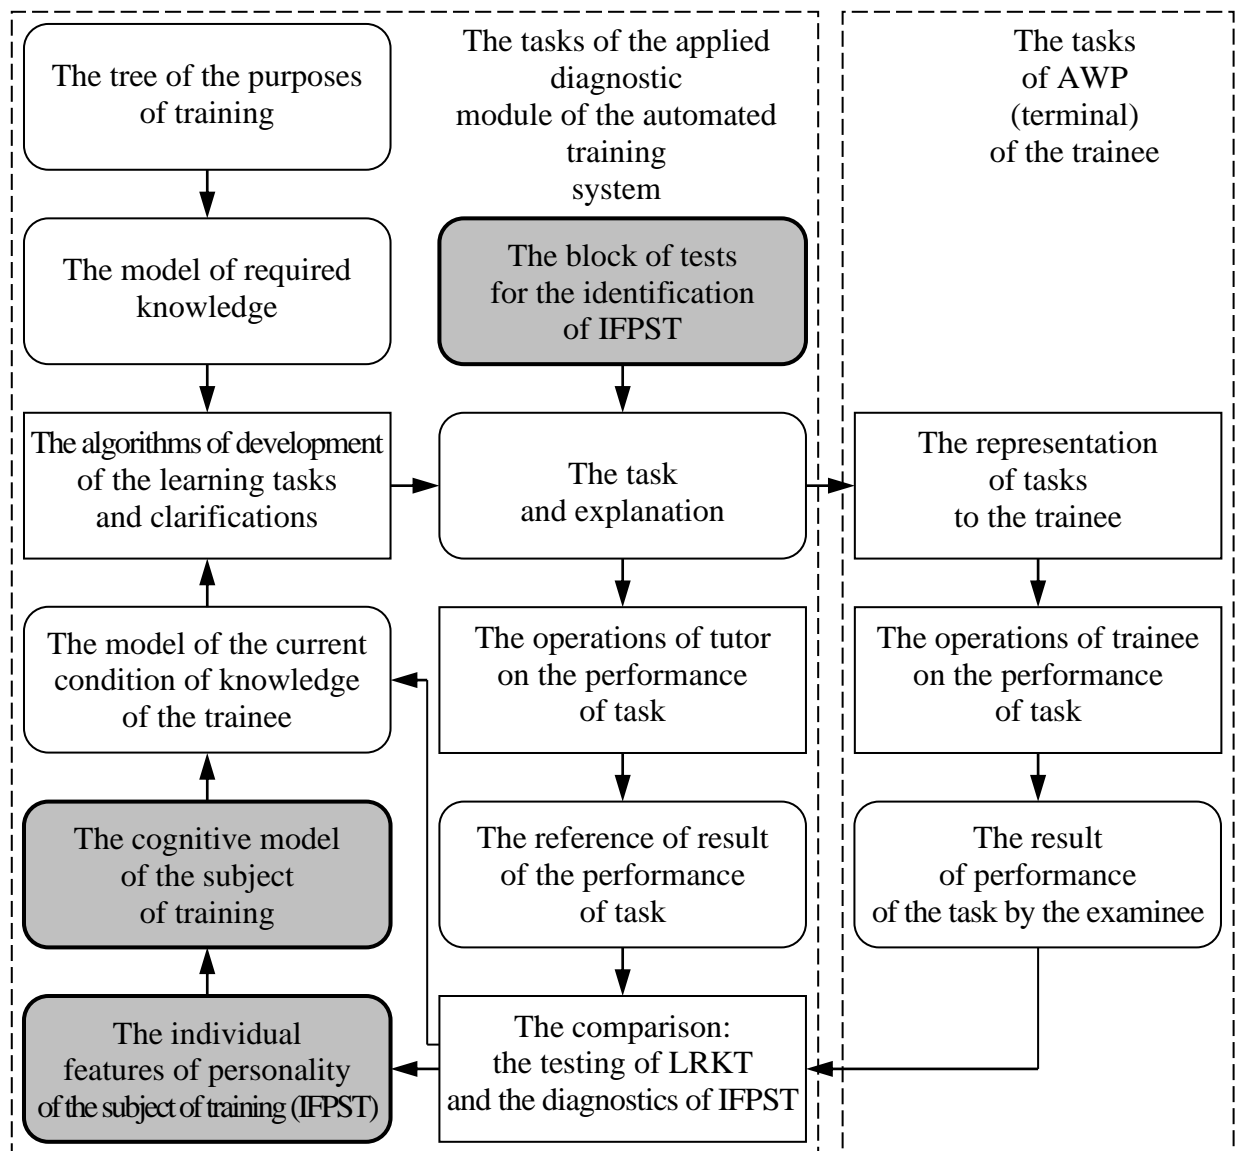 The tree of the purposes
of training
The tasks of the applied
diagnostic
module of the automated
training
system
The tasks
of AWP
(terminal)
of the trainee
The model of required
knowledge
The block of tests
for the identification
of IFPST
The algorithms of development
of the learning tasks
and clarifications
The task
and explanation
The representation
of tasks
to the trainee
The model of the current
condition of knowledge
of the trainee
The operations of tutor
on the performance
of task
The operations of trainee
on the performance
of task
The cognitive model
of the subject
of training
The reference of result
of the performance
of task
The result
of performance
of the task by the examinee
The individual
features of personality
of the subject of training (IFPST)
The comparison:
the testing of LRKT
and the diagnostics of IFPST